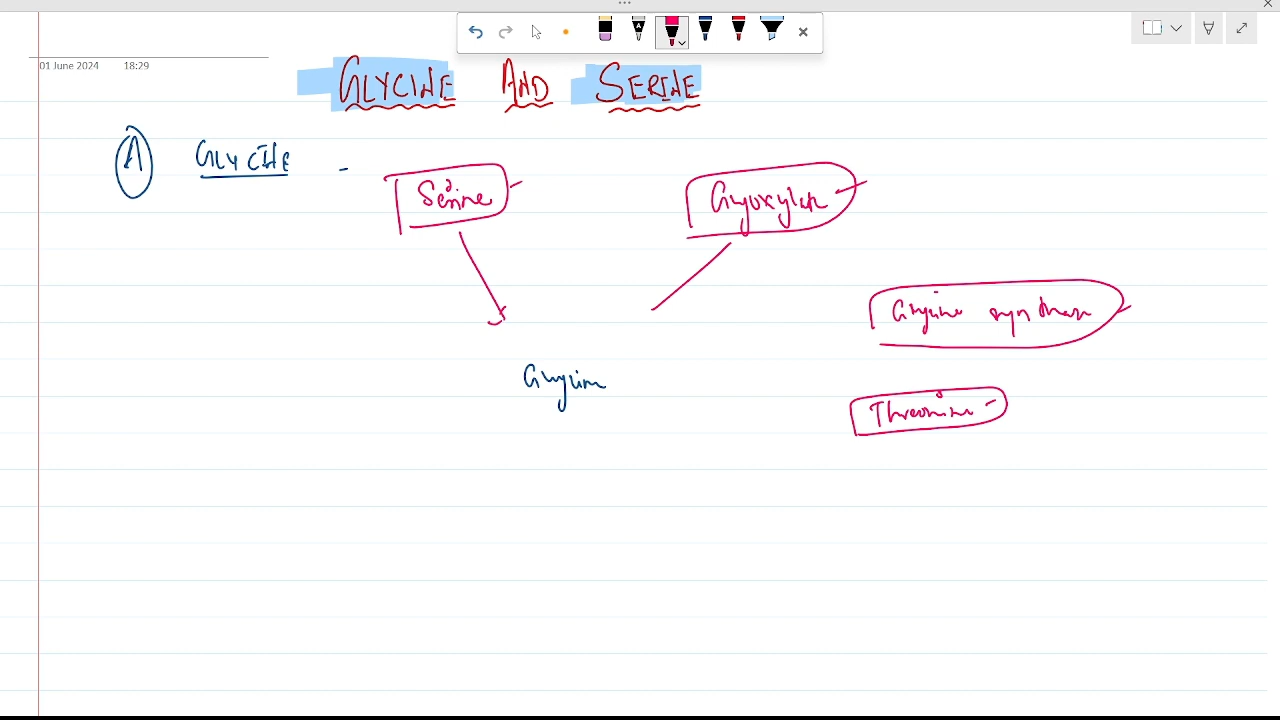 01 June 2024 18:29
GLYCINE AND SERINE
A GLYCINE -
Serine
Glyoxylate
Glycine synthase
Glycine
Threonine